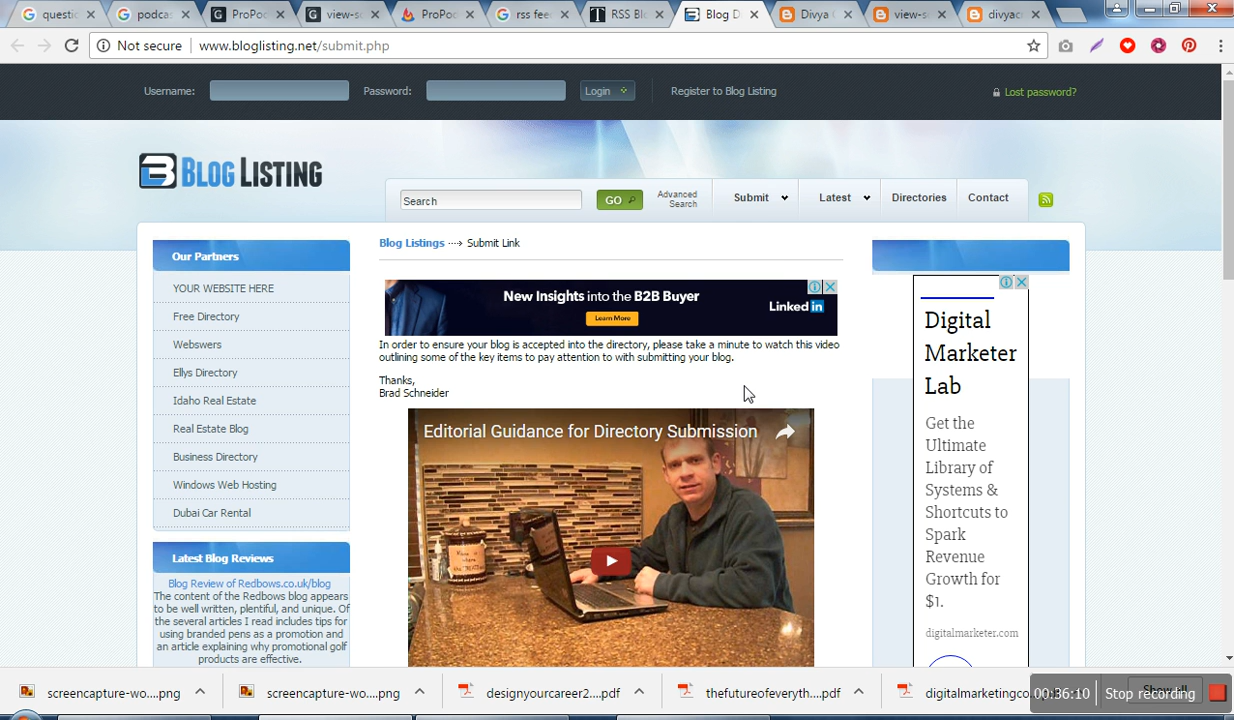 questi
podca
ProPo
view-s
ProPo
rss fee
RSS Bl
Blog D
Divya
view-s
divyac
Not secure
www.bloglisting.net/submit.php
Username:
Password:
Login
Register to Blog Listing
Lost password?
BLOG LISTING
Search
GO
Advanced
Search
Submit
Latest
Directories
Contact
Our Partners
YOUR WEBSITE HERE
Free Directory
Webswers
Ellys Directory
Idaho Real Estate
Real Estate Blog
Business Directory
Windows Web Hosting
Dubai Car Rental
Latest Blog Reviews
Blog Review of Redbows.co.uk/blog
The content of the Redbows blog appears
to be well written, plentiful, and unique. Of
the several articles I read includes tips for
using branded pens as a promotion and
an article explaining why promotional golf
products are effective.
Blog Listings ···> Submit Link
New Insights into the B2B Buyer
Learn More
Linked in
In order to ensure your blog is accepted into the directory, please take a minute to watch this video
outlining some of the key items to pay attention to with submitting your blog.
Thanks,
Brad Schneider
Editorial Guidance for Directory Submission
Digital
Marketer
Lab
Get the
Ultimate
Library of
Systems &
Shortcuts to
Spark
Revenue
Growth for
$1.
digitalmarketer.com
screencapture-wo....png
screencapture-wo....png
designyourcareer2....pdf
thefutureofeveryth....pdf
digitalmarketingco
00:36:10
Stop recording